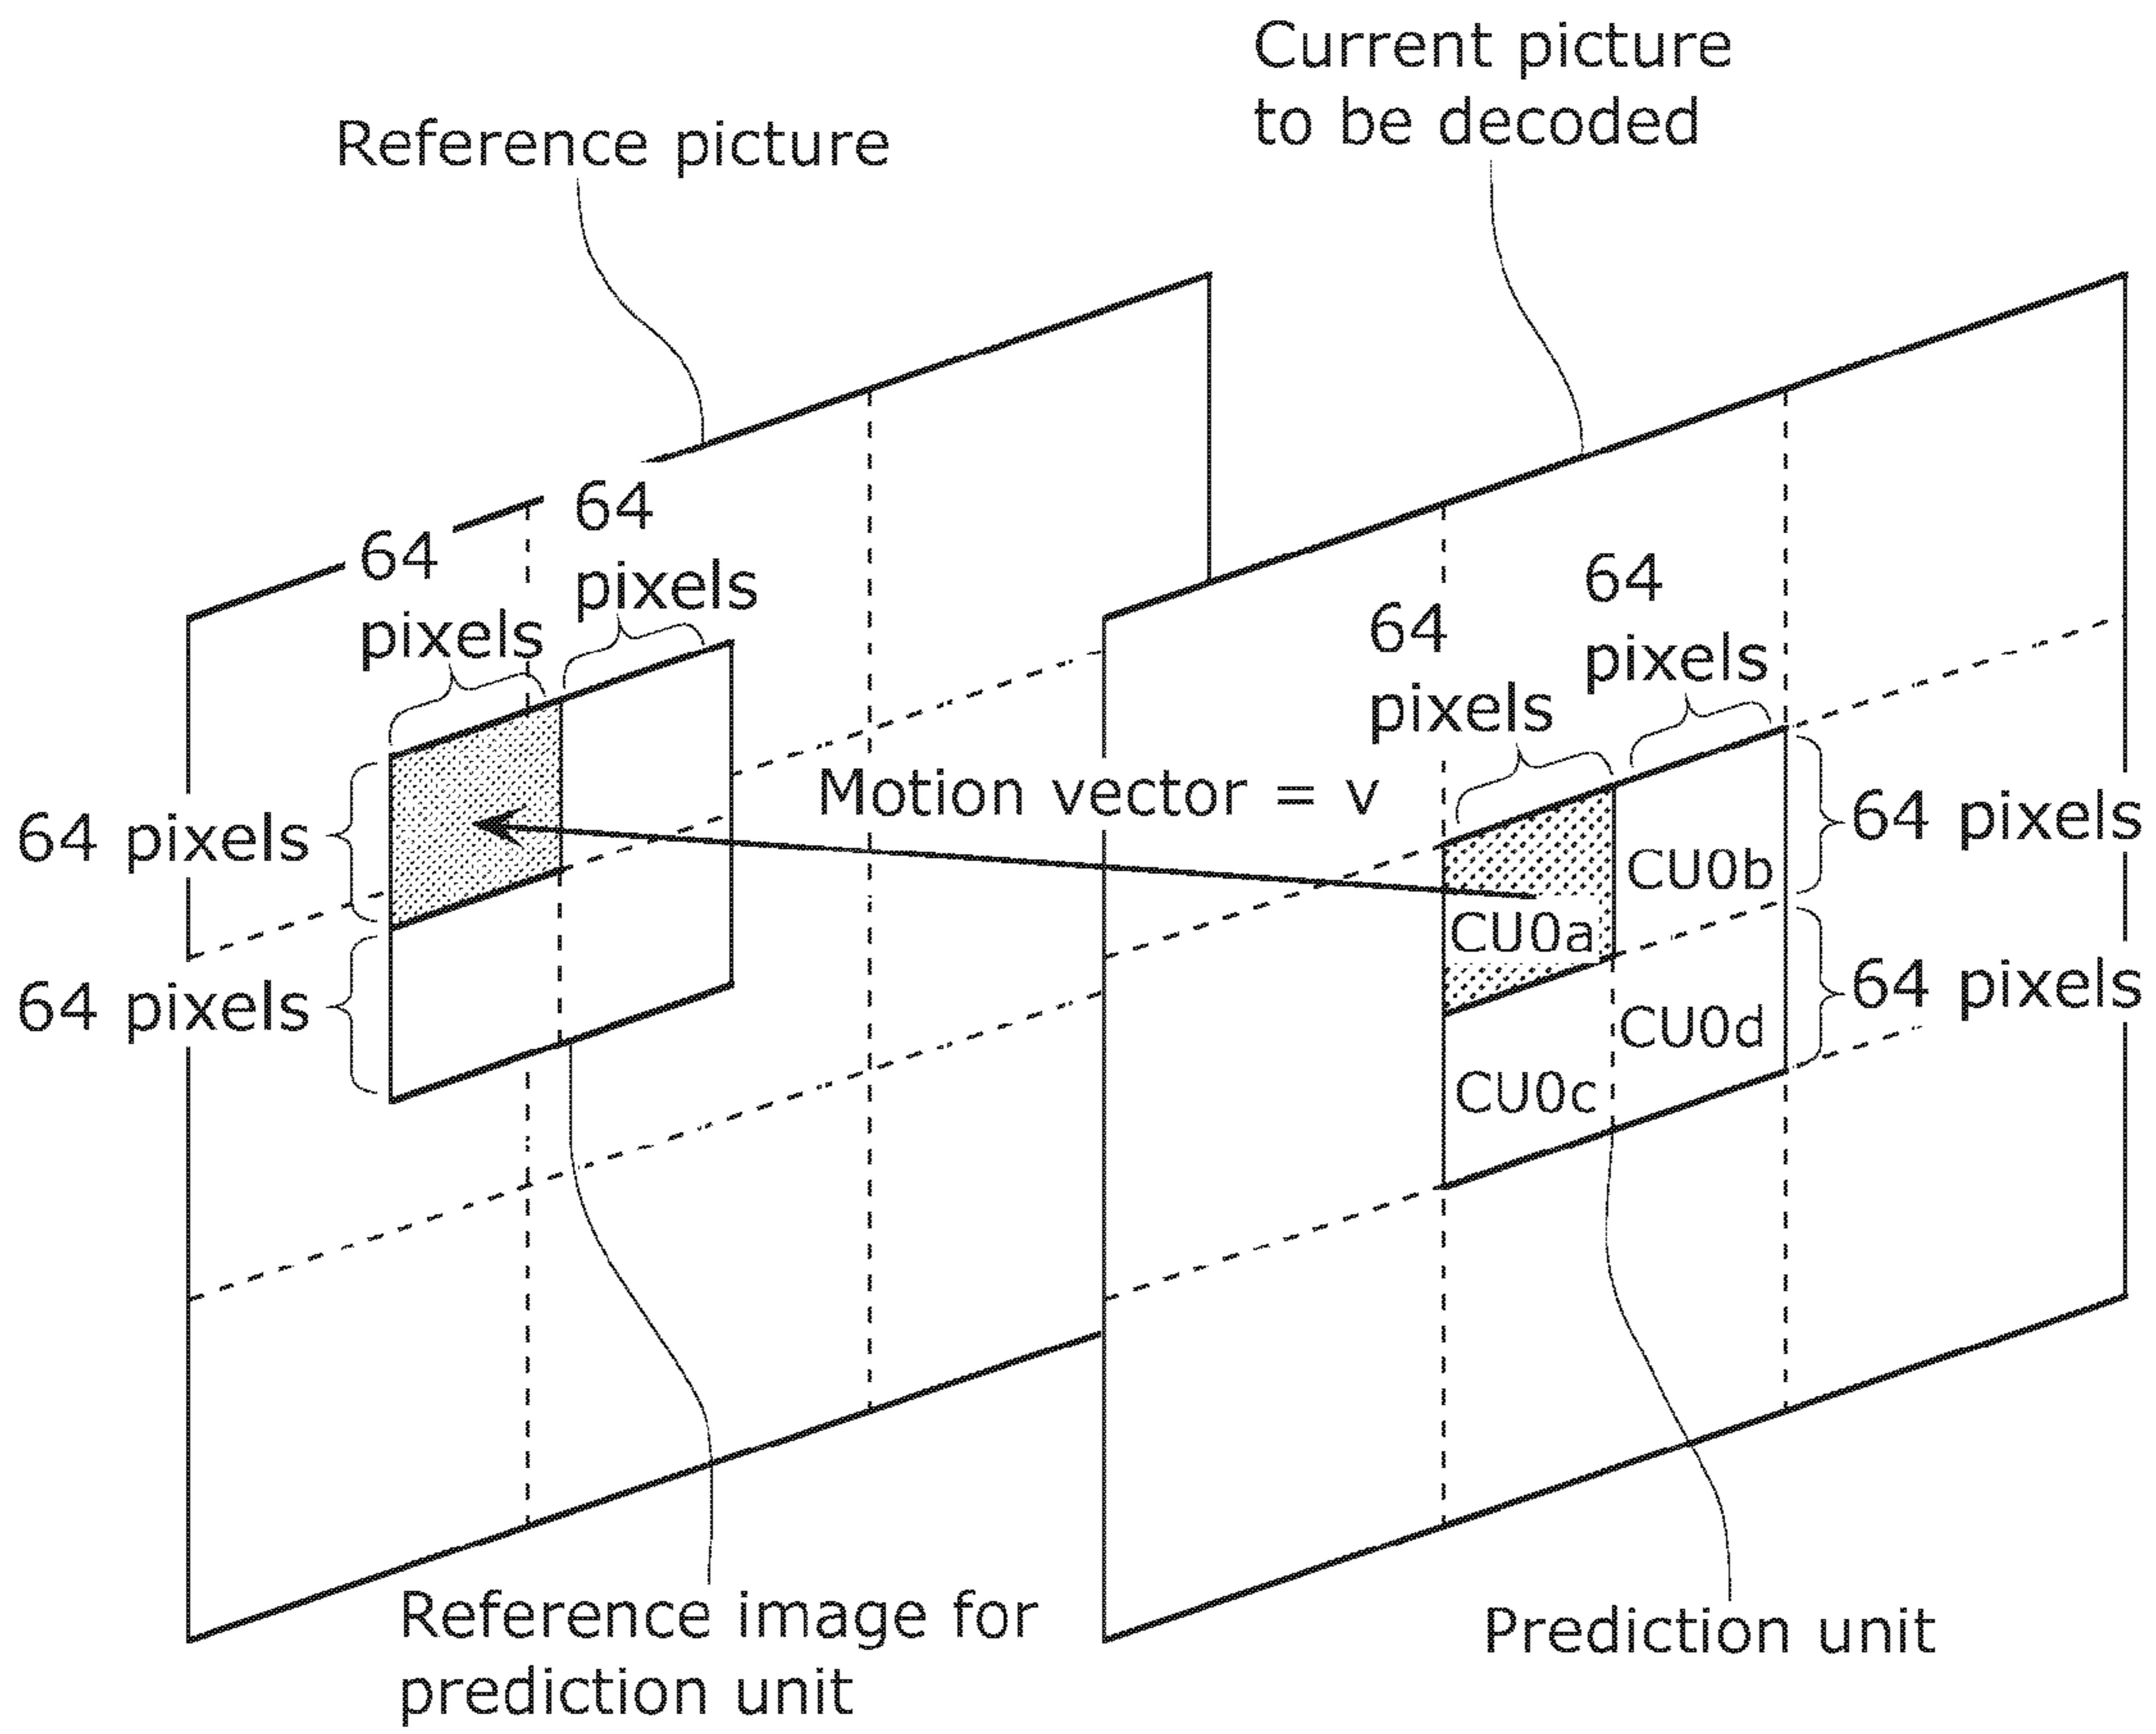 Current picture
to be decoded
Reference picture
64
pixels
64
pixels
64
pixels
64
pixels
Motion vector = v
64 pixels
64 pixels
64 pixels
64 pixels
CU0a
CU0b
CU0c
CU0d
Reference image for
prediction unit
Prediction unit